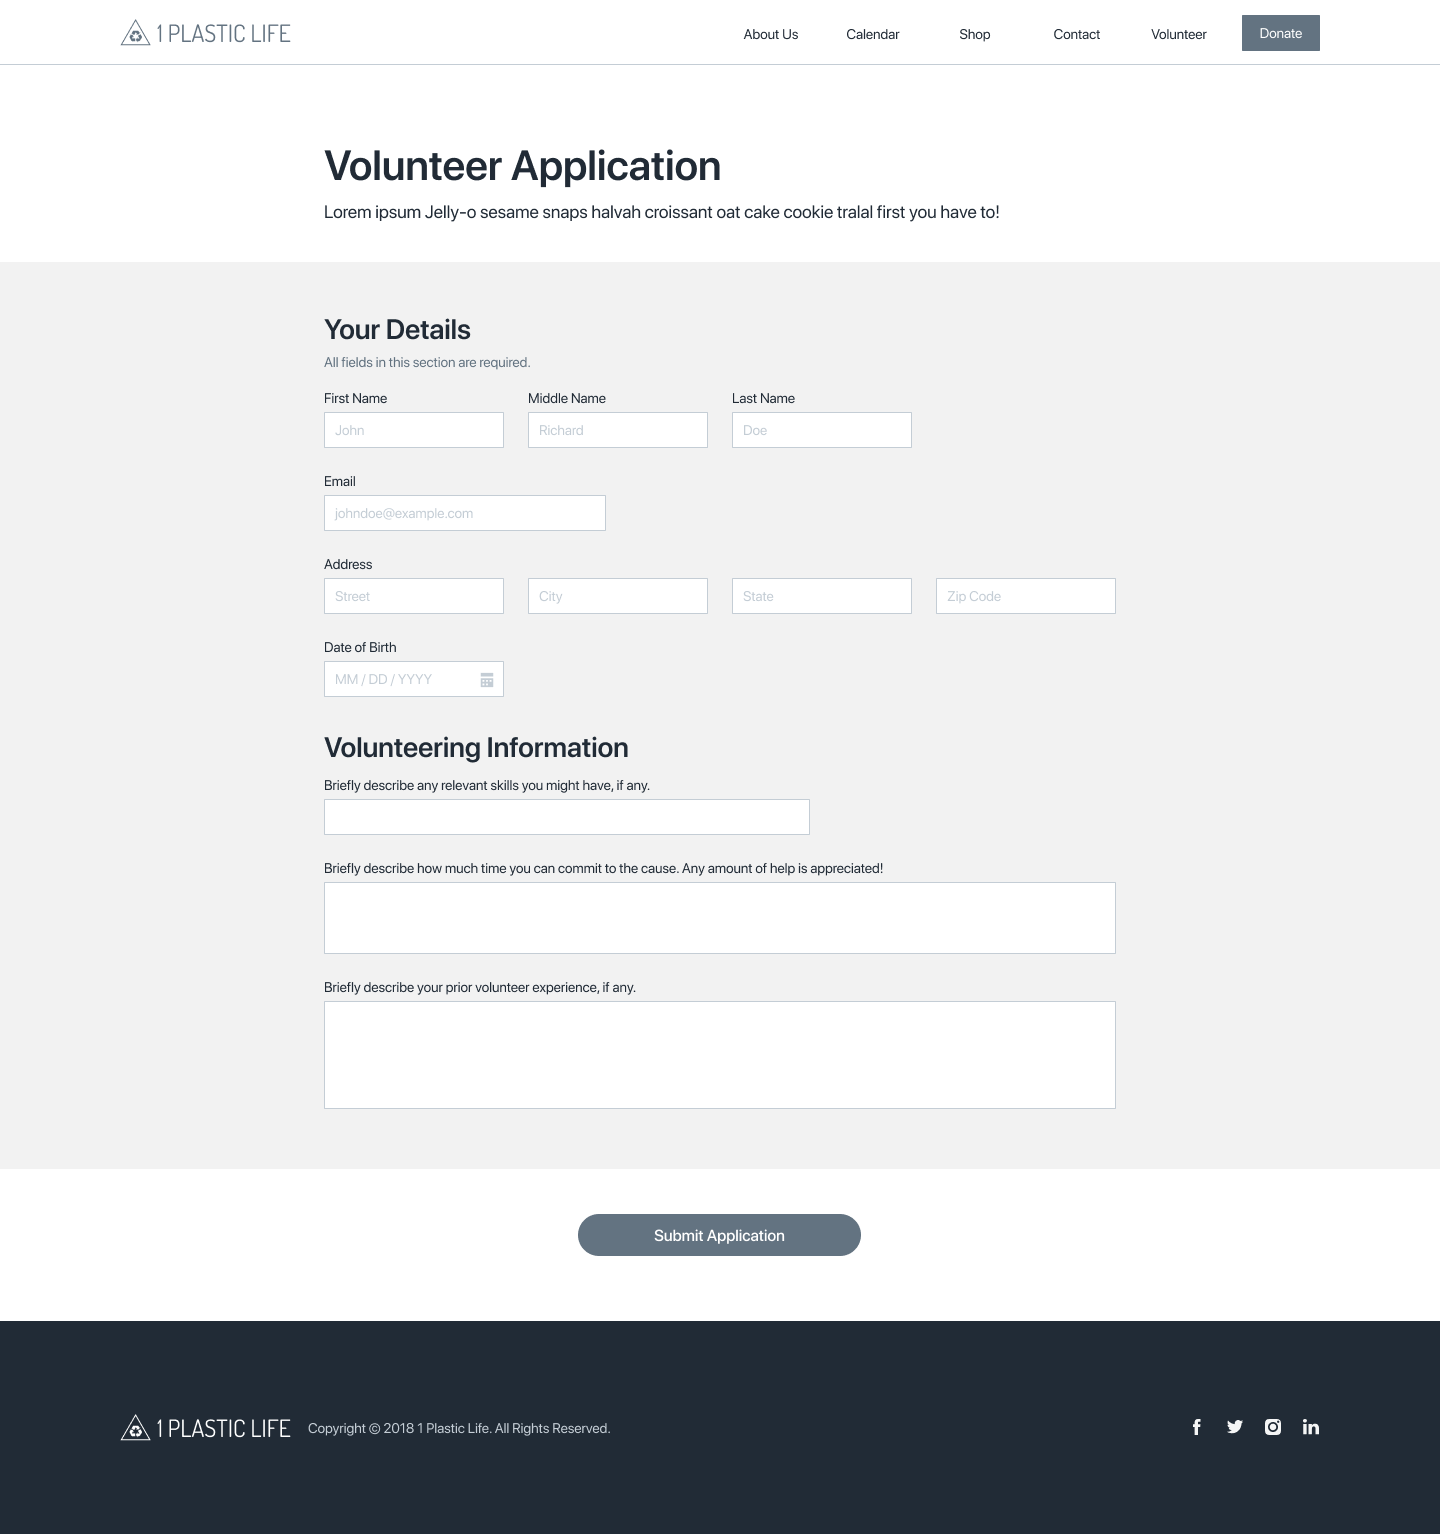 1 PLASTIC LIFE
About Us
Calendar
Shop
Contact
Volunteer
Donate
Volunteer Application
Lorem ipsum Jelly-o sesame snaps halvah croissant oat cake cookie tralal first you have to!
Your Details
All fields in this section are required.
First Name
Middle Name
Last Name
John
Richard
Doe
Email
johndoe@example.com
Address
Street
City
State
Zip Code
Date of Birth
MM / DD / YYYY
Volunteering Information
Briefly describe any relevant skills you might have, if any.
Briefly describe how much time you can commit to the cause. Any amount of help is appreciated!
Briefly describe your prior volunteer experience, if any.
Submit Application
1 PLASTIC LIFE
Copyright © 2018 1 Plastic Life. All Rights Reserved.